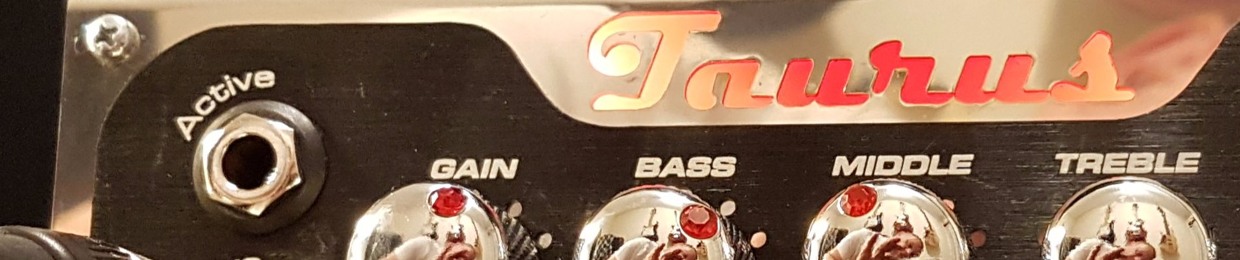 Taurus
Active
GAIN BASS MIDDLE TREBLE